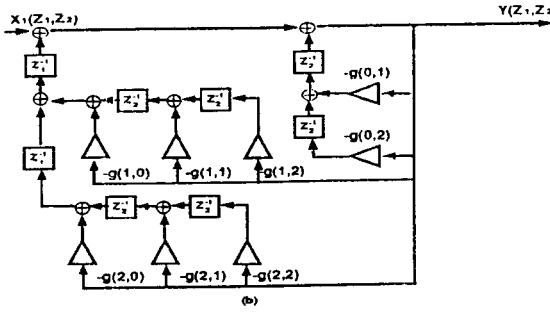 X₁(Z₁,Z₂) Y(Z₁,Z₂
Z₁⁻¹ Z₂⁻¹
-g(0,1)
Z₂⁻¹ Z₂⁻¹
Z₂⁻¹
-g(0,2)
Z₁⁻¹
-g(1,0) -g(1,1) -g(1,2)
Z₂⁻¹ Z₂⁻¹
-g(2,0) -g(2,1) -g(2,2)
(b)